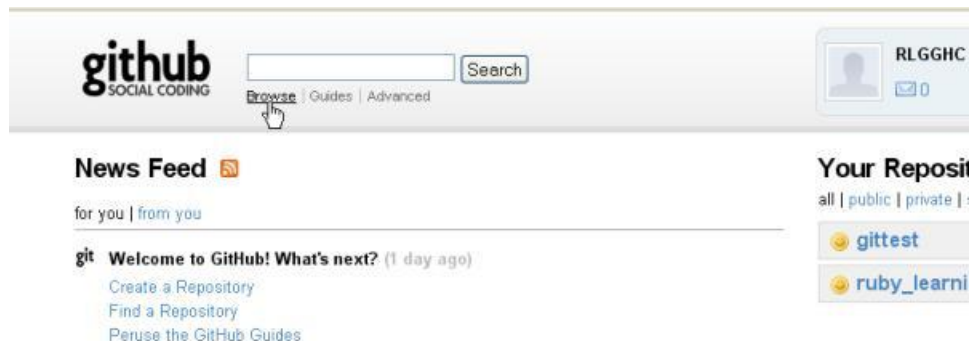 github
SOCIAL CODING
Search
Browse | Guides | Advanced
RLGGHC
0
News Feed
for you | from you
git Welcome to GitHub! What's next? (1 day ago)
Create a Repository
Find a Repository
Peruse the GitHub Guides
Your Reposit
all | public | private | s
gittest
ruby_learni